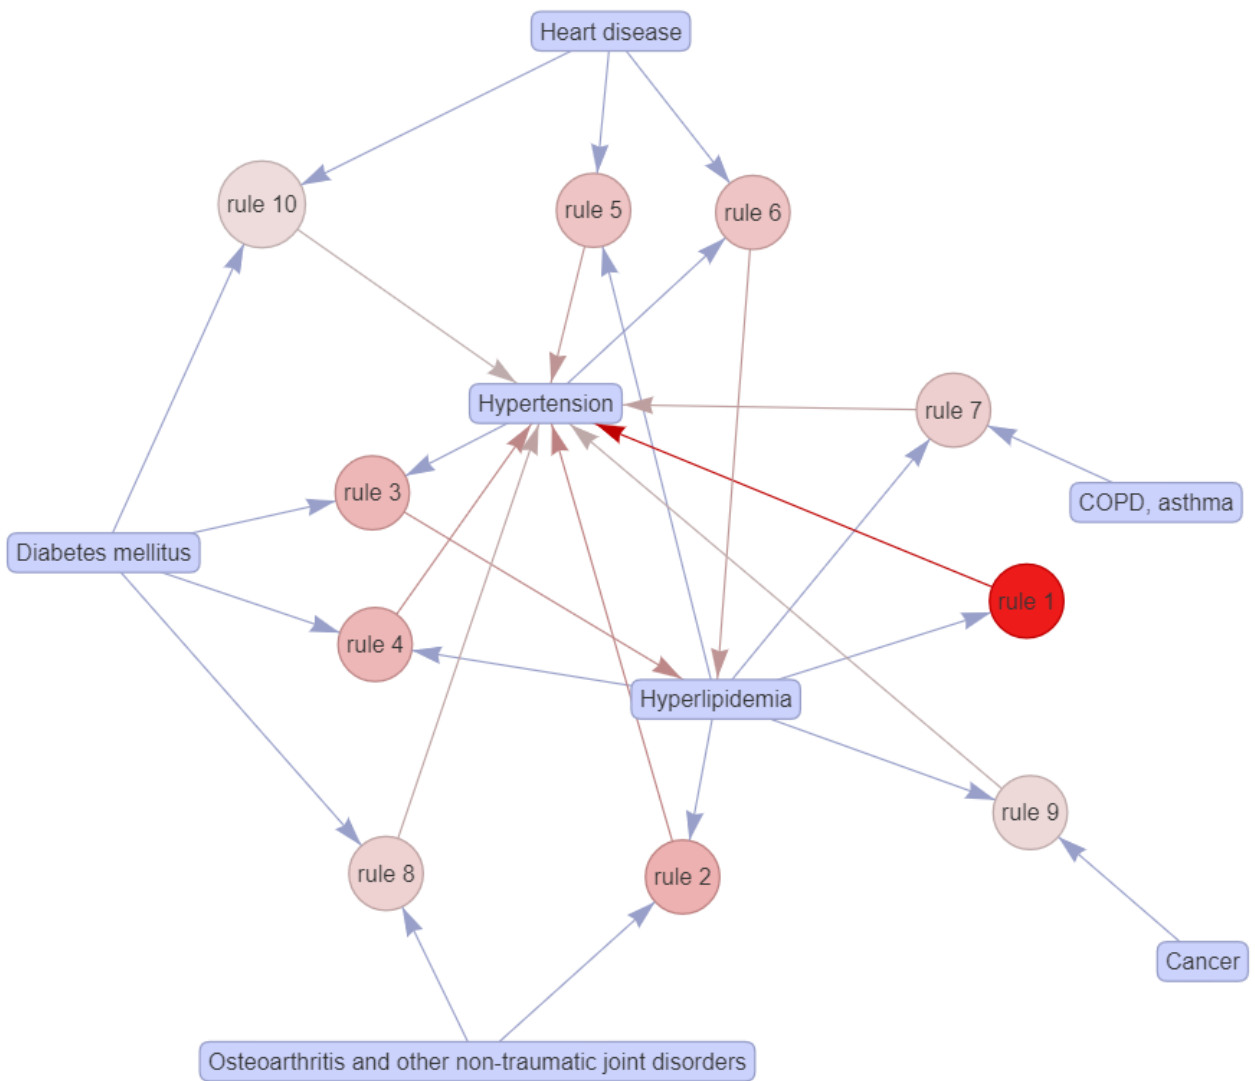 Heart disease
rule 10
rule 5
rule 6
Hypertension
rule 7
rule 3
COPD, asthma
Diabetes mellitus
rule 1
rule 4
Hyperlipidemia
rule 9
rule 8
rule 2
Cancer
Osteoarthritis and other non-traumatic joint disorders